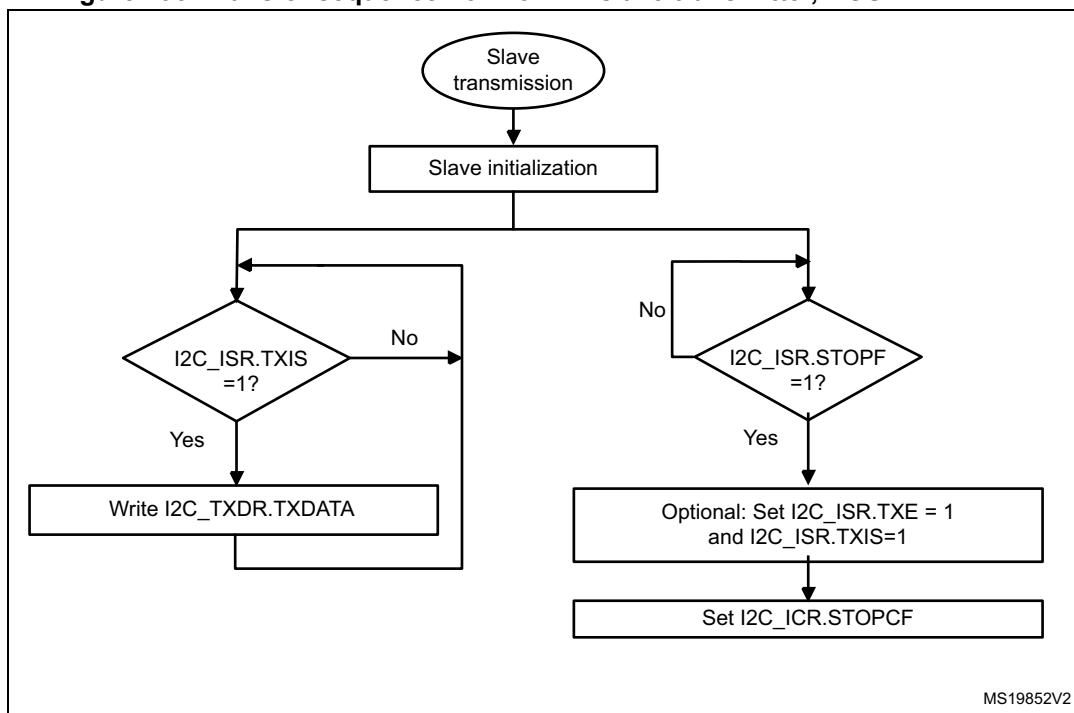 Slave
transmission
Slave initialization
No
I2C_ISR.TXIS
=1?
Yes
Write I2C_TXDR.TXDATA
No
I2C_ISR.STOPF
=1?
Yes
Optional: Set I2C_ISR.TXE = 1
and I2C_ISR.TXIS=1
Set I2C_ICR.STOPCF
MS19852V2